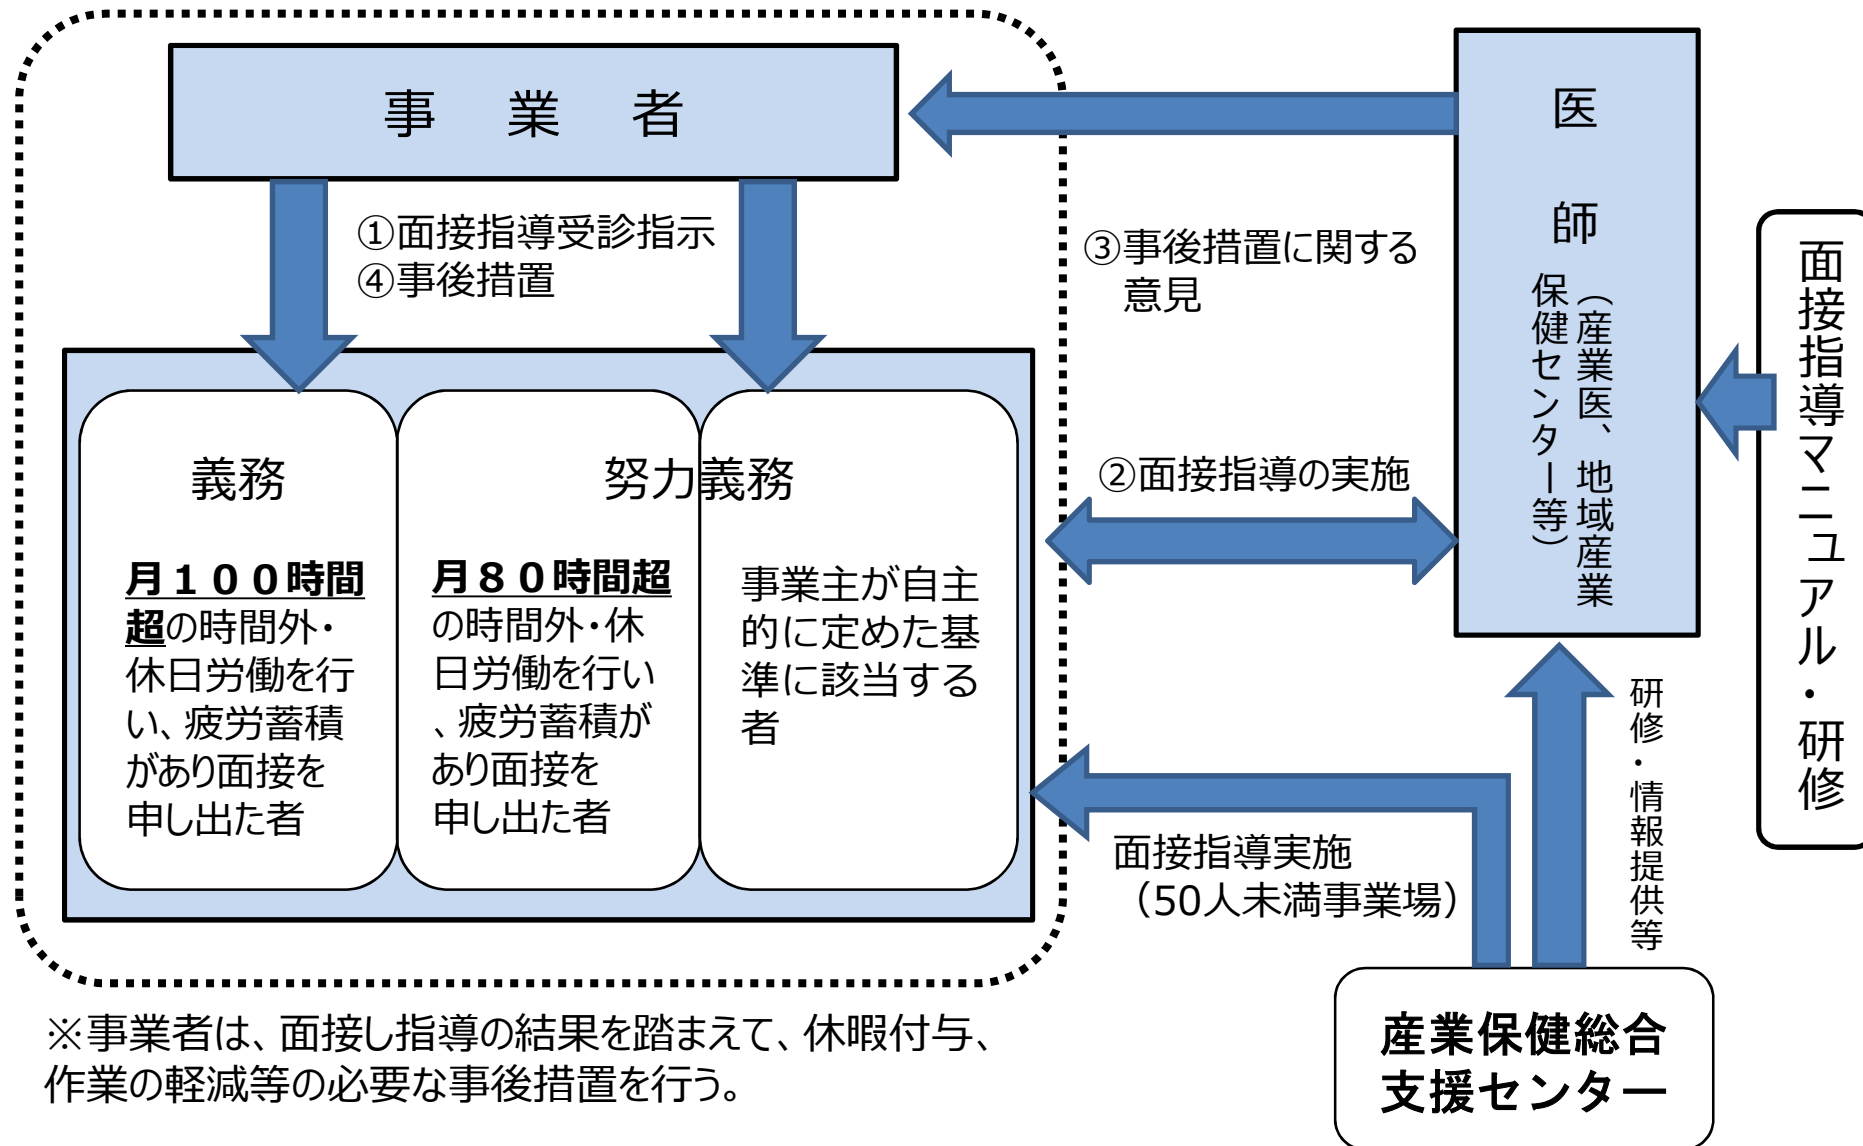 事　業　者
①面接指導受診指示
④事後措置
③事後措置に関する
意見
医　師
（産業医、地域産業
保健センター等）
面接指導マニュアル・研修
義務
努力義務
月１００時間
超の時間外・
休日労働を行
い、疲労蓄積
があり面接を
申し出た者
月８０時間超
の時間外・休
日労働を行い
、疲労蓄積が
あり面接を
申し出た者
事業主が自主
的に定めた基
準に該当する
者
②面接指導の実施
面接指導実施
（50人未満事業場）
研修・情報提供等
産業保健総合
支援センター
※事業者は、面接し指導の結果を踏まえて、休暇付与、
作業の軽減等の必要な事後措置を行う。